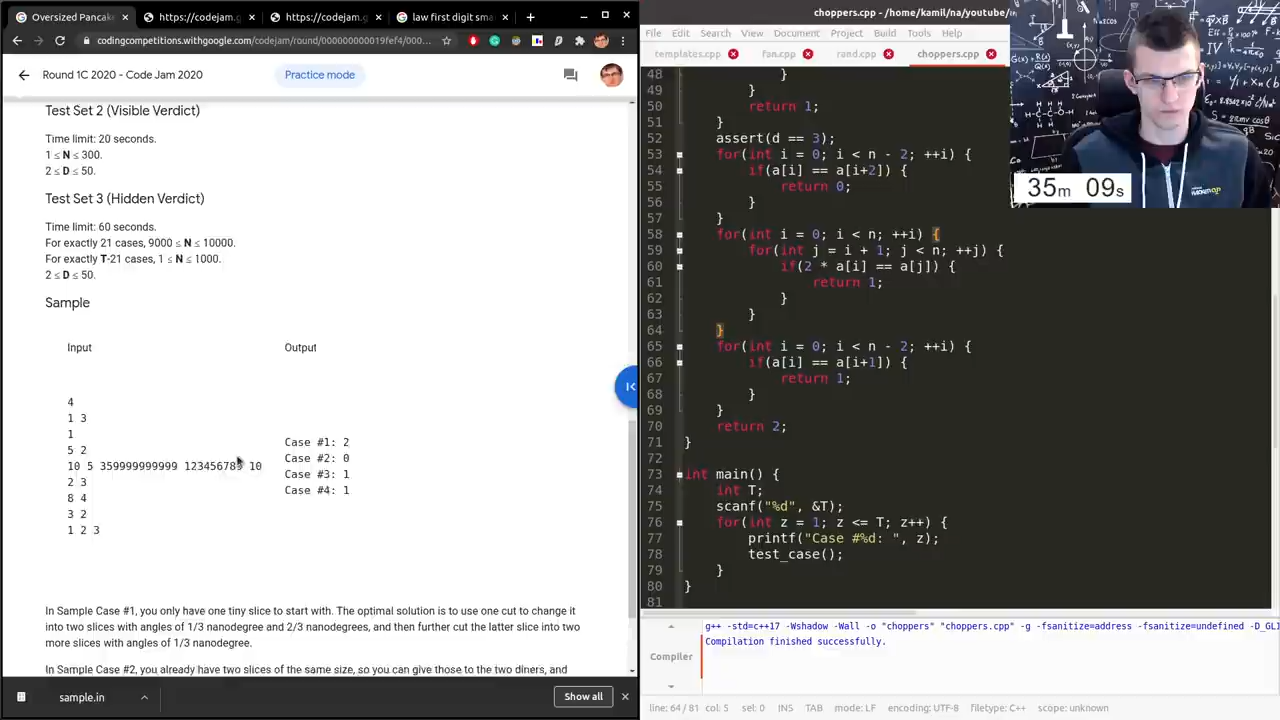 Oversized Pancake
https://codejam.g
https://codejam.g
law first digit sma
codingcompetitions.withgoogle.com/codejam/round/000000000019fef4/000...
Round 1C 2020 - Code Jam 2020
Practice mode
Test Set 2 (Visible Verdict)
Time limit: 20 seconds.
1 ≤ N ≤ 300.
2 ≤ D ≤ 50.
Test Set 3 (Hidden Verdict)
Time limit: 60 seconds.
For exactly 21 cases, 9000 ≤ N ≤ 10000.
For exactly T-21 cases, 1 ≤ N ≤ 1000.
2 ≤ D ≤ 50.
Sample
Input
Output
4
1 3
1
5 2
10 5 359999999999 123456789 10
2 3
8 4
3 2
1 2 3
Case #1: 2
Case #2: 0
Case #3: 1
Case #4: 1
In Sample Case #1, you only have one tiny slice to start with. The optimal solution is to use one cut to change it
into two slices with angles of 1/3 nanodegree and 2/3 nanodegrees, and then further cut the latter slice into two
more slices with angles of 1/3 nanodegree.
In Sample Case #2, you already have two slices of the same size, so you can give those to the two diners, and
sample.in
Show all
choppers.cpp - /home/kamil/na/youtube/
File Edit Search View Document Project Build Tools Help
templates.cpp fan.cpp rand.cpp choppers.cpp
48 }
49 }
50 return 1;
51 }
52 assert(d == 3);
53 for(int i = 0; i < n - 2; ++i) {
54 if(a[i] == a[i+2]) {
55 return 0;
56 }
57 }
58 for(int i = 0; i < n; ++i) {
59 for(int j = i + 1; j < n; ++j) {
60 if(2 * a[i] == a[j]) {
61 return 1;
62 }
63 }
64 }
65 for(int i = 0; i < n - 2; ++i) {
66 if(a[i] == a[i+1]) {
67 return 1;
68 }
69 }
70 return 2;
71 }
72
73 int main() {
74 int T;
75 scanf("%d", &T);
76 for(int z = 1; z <= T; z++) {
77 printf("Case #%d: ", z);
78 test_case();
79 }
80 }
81
35m 09s
Compiler
g++ -std=c++17 -Wshadow -Wall -o "choppers" "choppers.cpp" -g -fsanitize=address -fsanitize=undefined -D_GLI
Compilation finished successfully.
line: 64 / 81 col: 5 sel: 0 INS TAB mode: LF encoding: UTF-8 filetype: C++ scope: unknown